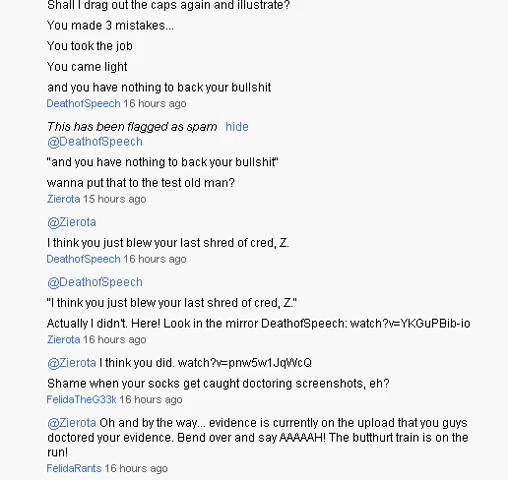 Shall I drag out the caps again and illustrate?
You made 3 mistakes...
You took the job
You came light
and you have nothing to back your bullshit
DeathofSpeech 16 hours ago
This has been flagged as spam hide
@DeathofSpeech
"and you have nothing to back your bullshit"
wanna put that to the test old man?
Zierota 15 hours ago
@Zierota
I think you just blew your last shred of cred, Z.
DeathofSpeech 16 hours ago
@DeathofSpeech
"I think you just blew your last shred of cred, Z."
Actually I didn't. Here! Look in the mirror DeathofSpeech: watch?v=YKGuPBib-io
Zierota 16 hours ago
@Zierota I think you did. watch?v=pnw5w1JqWcQ
Shame when your socks get caught doctoring screenshots, eh?
FelidaTheG33k 16 hours ago
@Zierota Oh and by the way... evidence is currently on the upload that you guys
doctored your evidence. Bend over and say AAAAAH! The butthurt train is on the
run!
FelidaRants 16 hours ago